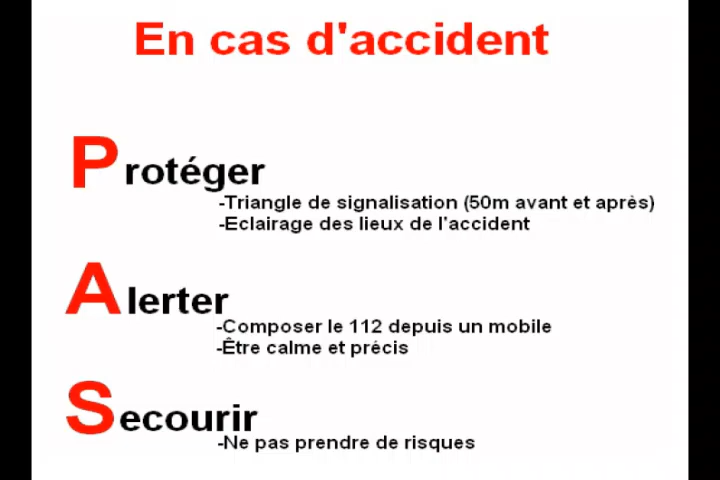 En cas d'accident
Protéger
-Triangle de signalisation (50m avant et après)
-Eclairage des lieux de l'accident
Alerter
-Composer le 112 depuis un mobile
-Être calme et précis
Secourir
-Ne pas prendre de risques